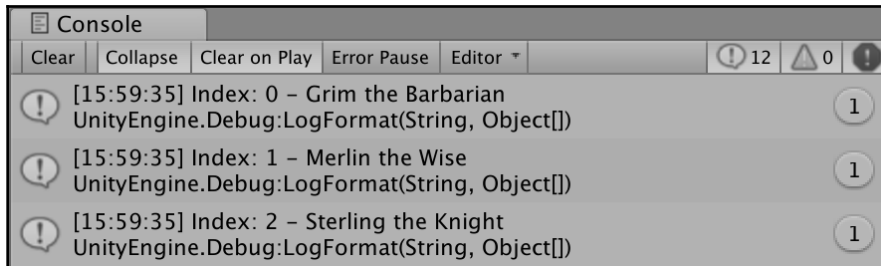 Console
Clear Collapse Clear on Play Error Pause Editor 12 0
[15:59:35] Index: 0 – Grim the Barbarian
UnityEngine.Debug:LogFormat(String, Object[])
1
[15:59:35] Index: 1 – Merlin the Wise
UnityEngine.Debug:LogFormat(String, Object[])
1
[15:59:35] Index: 2 – Sterling the Knight
UnityEngine.Debug:LogFormat(String, Object[])
1